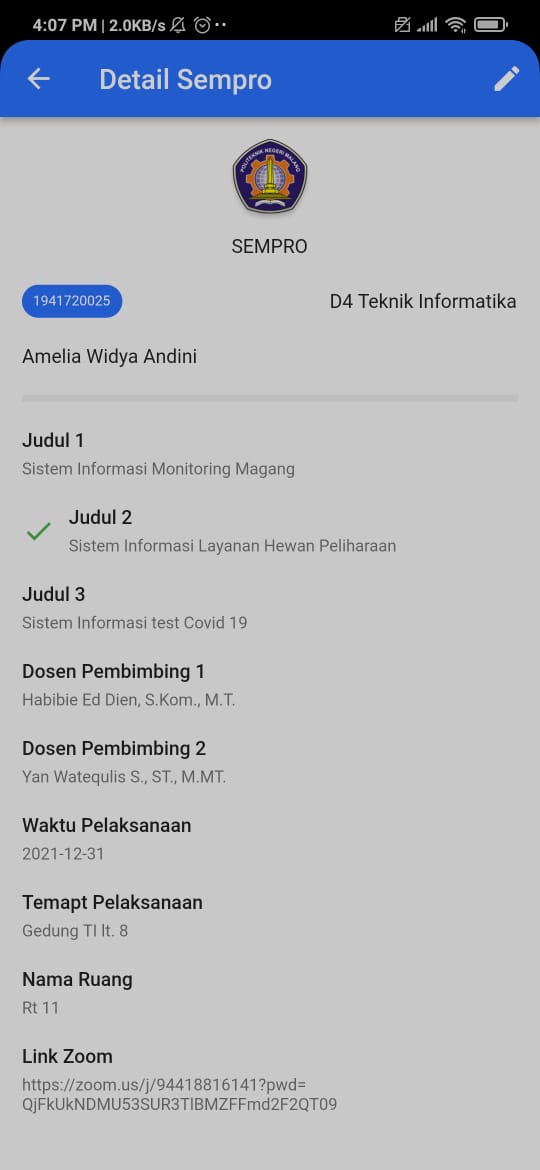 4:07 PM | 2.0KB/s
Detail Sempro
POLITEKNIK NEGERI MALANG
SEMPRO
1941720025
D4 Teknik Informatika
Amelia Widya Andini
Judul 1
Sistem Informasi Monitoring Magang
Judul 2
Sistem Informasi Layanan Hewan Peliharaan
Judul 3
Sistem Informasi test Covid 19
Dosen Pembimbing 1
Habibie Ed Dien, S.Kom., M.T.
Dosen Pembimbing 2
Yan Watequlis S., ST., M.MT.
Waktu Pelaksanaan
2021-12-31
Temapt Pelaksanaan
Gedung TI lt. 8
Nama Ruang
Rt 11
Link Zoom
https://zoom.us/j/94418816141?pwd=
QjFkUkNDMU53SUR3TlBMZFFmd2F2QT09